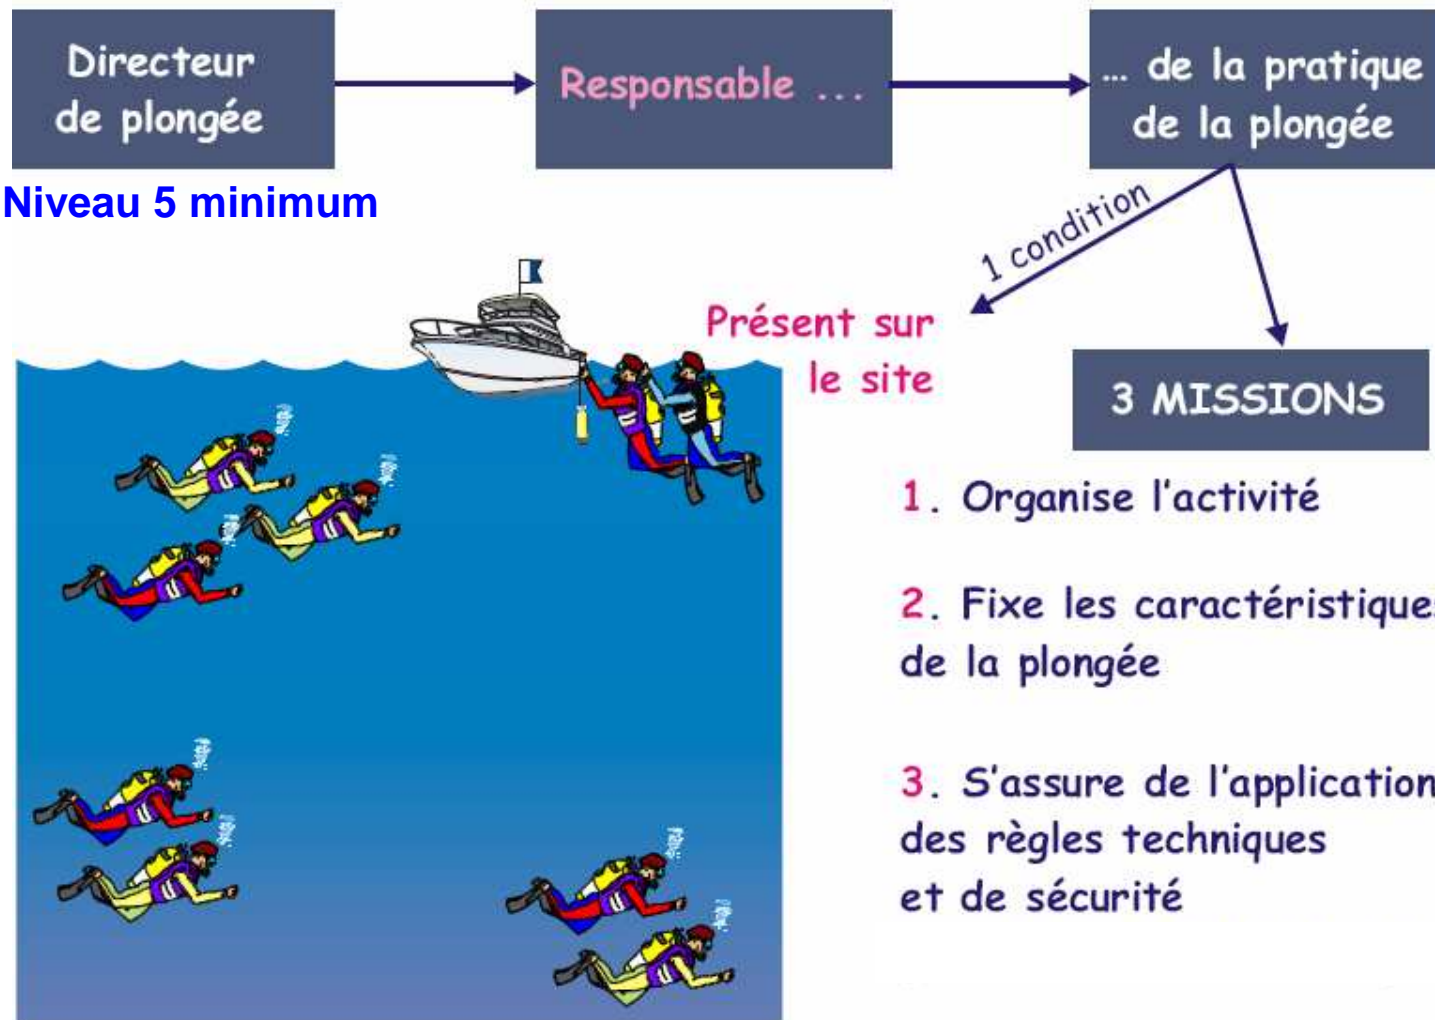 Directeur
de plongée
Responsable ...
... de la pratique
de la plongée
Niveau 5 minimum
1 condition
Présent sur
le site
3 MISSIONS
1. Organise l'activité
2. Fixe les caractéristiques
de la plongée
3. S'assure de l'application
des règles techniques
et de sécurité